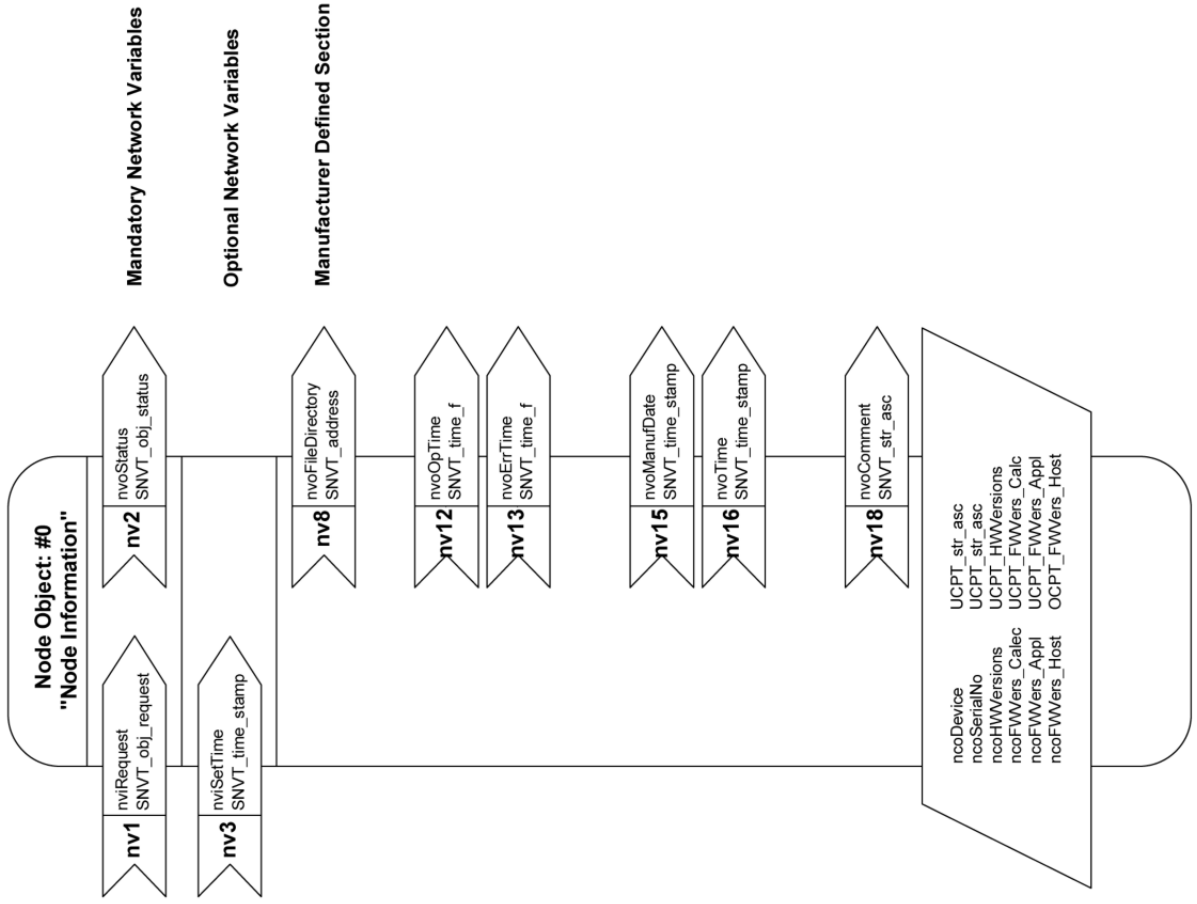 Node Object: #0
"Node Information"
nv1
nviRequest
SNVT_obj_request
nv2
nvoStatus
SNVT_obj_status
Mandatory Network Variables
nv3
nviSetTime
SNVT_time_stamp
Optional Network Variables
nv8
nvoFileDirectory
SNVT_address
Manufacturer Defined Section
nv12
nvoOpTime
SNVT_time_f
nv13
nvoErrTime
SNVT_time_f
nv15
nvoManufDate
SNVT_time_stamp
nv16
nvoTime
SNVT_time_stamp
nv18
nvoComment
SNVT_str_asc
ncoDevice UCPT_str_asc
ncoSerialNo UCPT_str_asc
ncoHWVersions UCPT_HWVersions
ncoFWVers_Calec UCPT_FWVers_Calc
ncoFWVers_Appl UCPT_FWVers_Appl
ncoFWVers_Host OCPT_FWVers_Host